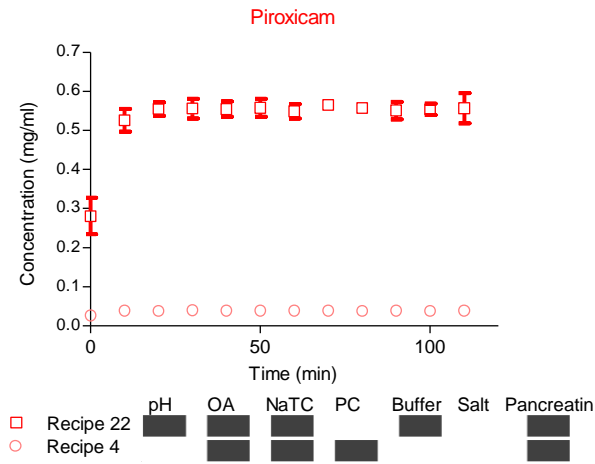 Piroxicam
0.7
0.6
0.5
0.4
0.3
0.2
0.1
0.0
Concentration (mg/ml)
0 50 100
Time (min)
pH OA NaTC PC Buffer Salt Pancreatin
Recipe 22
Recipe 4